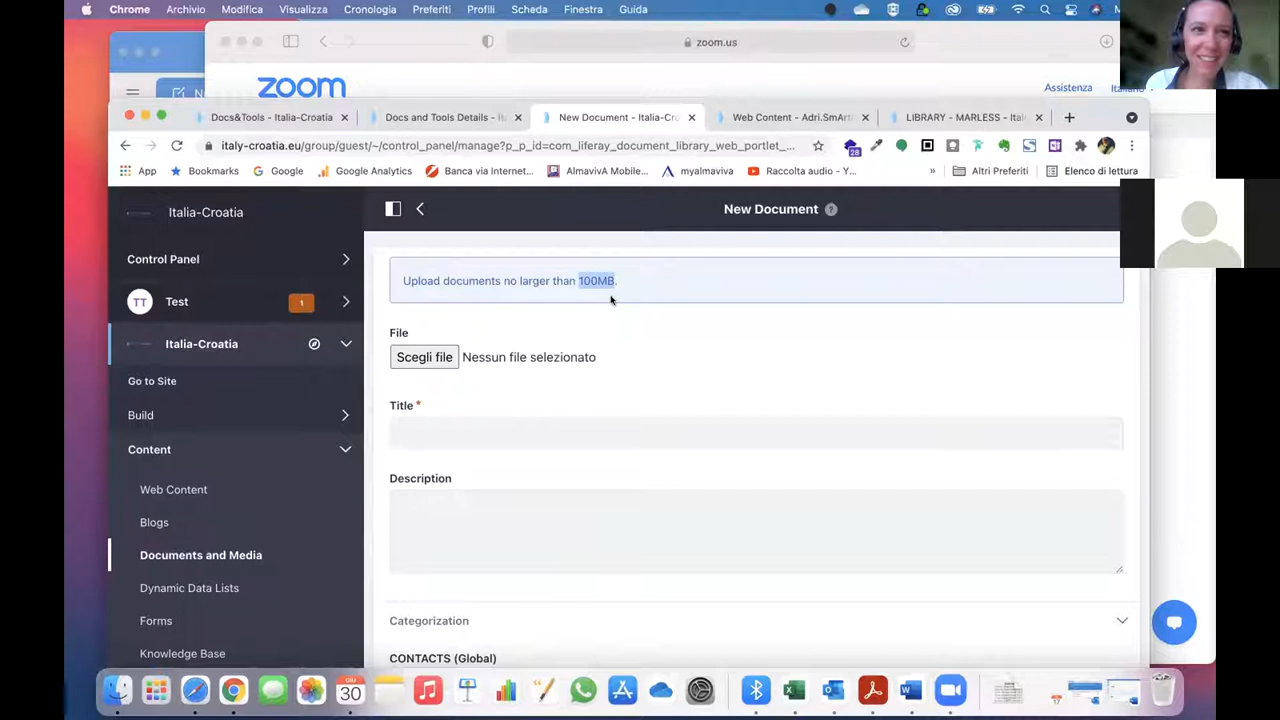 Chrome Archivio Modifica Visualizza Cronologia Preferiti Profili Scheda Finestra Guida
zoom.us
zoom
Assistenza
Docs&Tools - Italia-Croatia
Docs and Tools Details - It...
New Document - Italia-Cro...
Web Content - Adri.SmArti...
LIBRARY - MARLESS - Ital...
italy-croatia.eu/group/guest/~/control_panel/manage?p_p_id=com_liferay_document_library_web_portlet_...
28
App
Bookmarks
Google
Google Analytics
Banca via Internet...
AlmavivA Mobile...
myalmaviva
Raccolta audio - Y...
»
Altri Preferiti
Elenco di lettura
Italia-Croatia
Control Panel
TT
Test
1
Italia-Croatia
Go to Site
Build
Content
Web Content
Blogs
Documents and Media
Dynamic Data Lists
Forms
Knowledge Base
New Document
Upload documents no larger than 100MB.
File
Scegli file Nessun file selezionato
Title *
Description
Categorization
CONTACTS (Global)
30